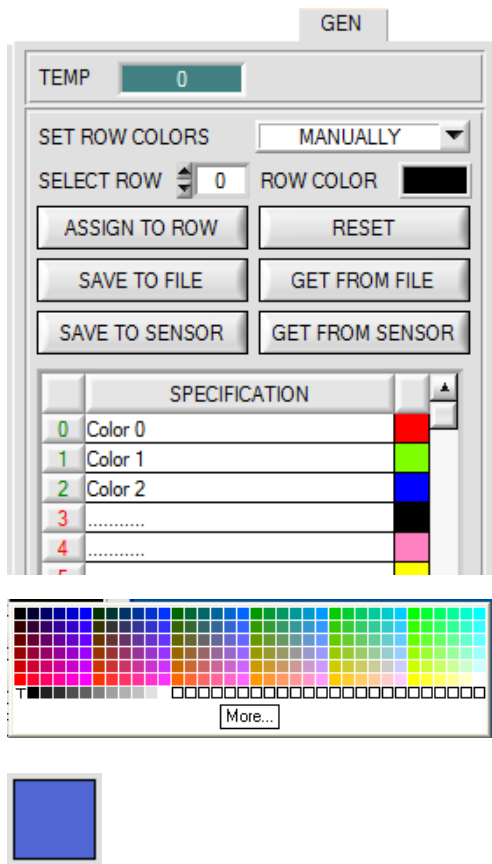 GEN
TEMP 0
SET ROW COLORS MANUALLY
SELECT ROW 0 ROW COLOR
ASSIGN TO ROW RESET
SAVE TO FILE GET FROM FILE
SAVE TO SENSOR GET FROM SENSOR
SPECIFICATION
0 Color 0
1 Color 1
2 Color 2
3 ...........
4 ...........
T
More...